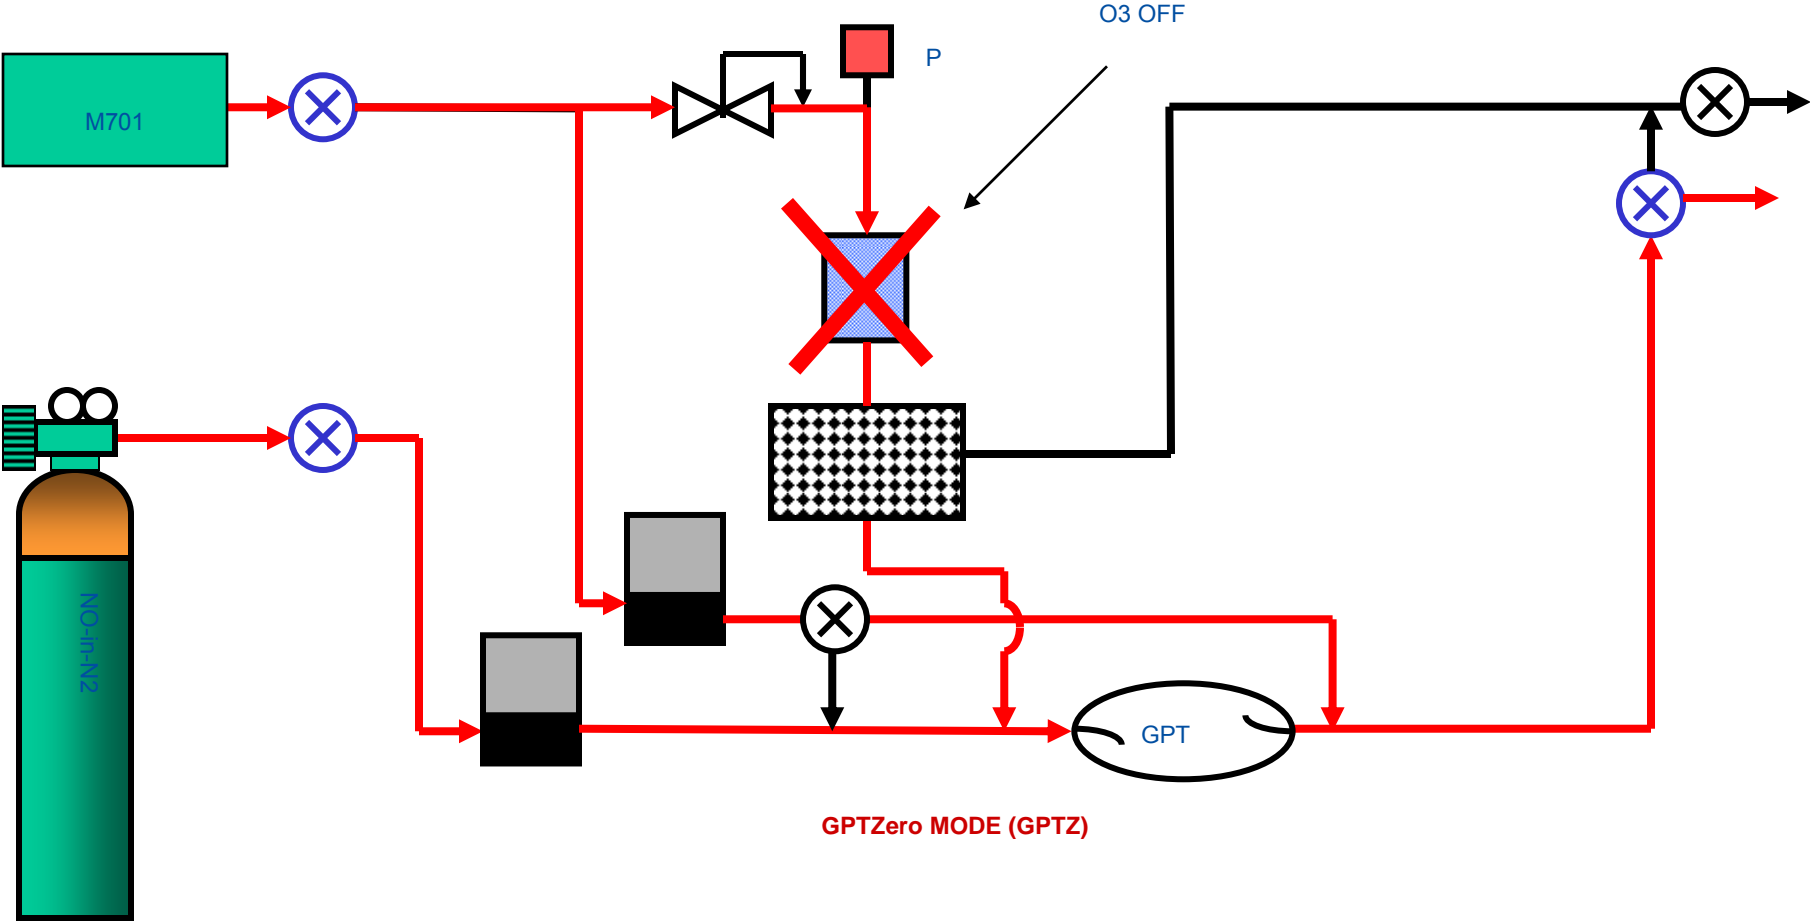 O3 OFF
P
M701
NO-in-N2
GPT
GPTZero MODE (GPTZ)